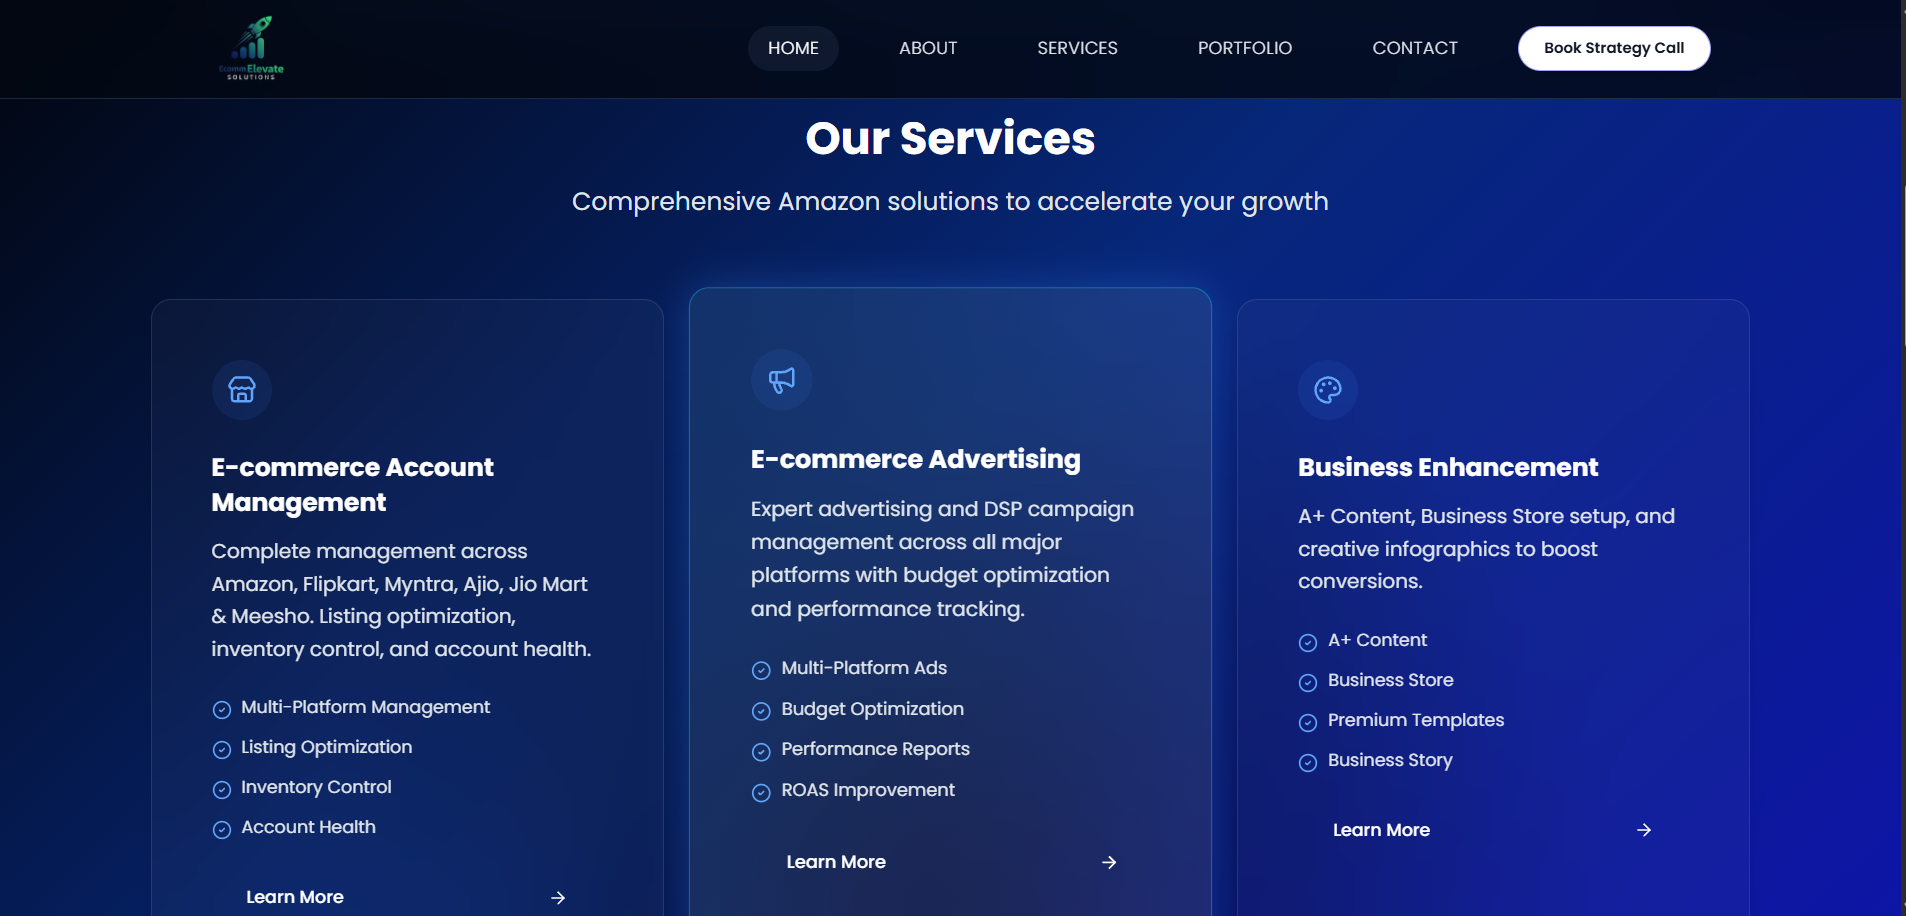 EcommElevate
SOLUTIONS
HOME
ABOUT
SERVICES
PORTFOLIO
CONTACT
Book Strategy Call
Our Services
Comprehensive Amazon solutions to accelerate your growth
E-commerce Account
Management
Complete management across
Amazon, Flipkart, Myntra, Ajio, Jio Mart
& Meesho. Listing optimization,
inventory control, and account health.
Multi-Platform Management
Listing Optimization
Inventory Control
Account Health
Learn More
E-commerce Advertising
Expert advertising and DSP campaign
management across all major
platforms with budget optimization
and performance tracking.
Multi-Platform Ads
Budget Optimization
Performance Reports
ROAS Improvement
Learn More
Business Enhancement
A+ Content, Business Store setup, and
creative infographics to boost
conversions.
A+ Content
Business Store
Premium Templates
Business Story
Learn More